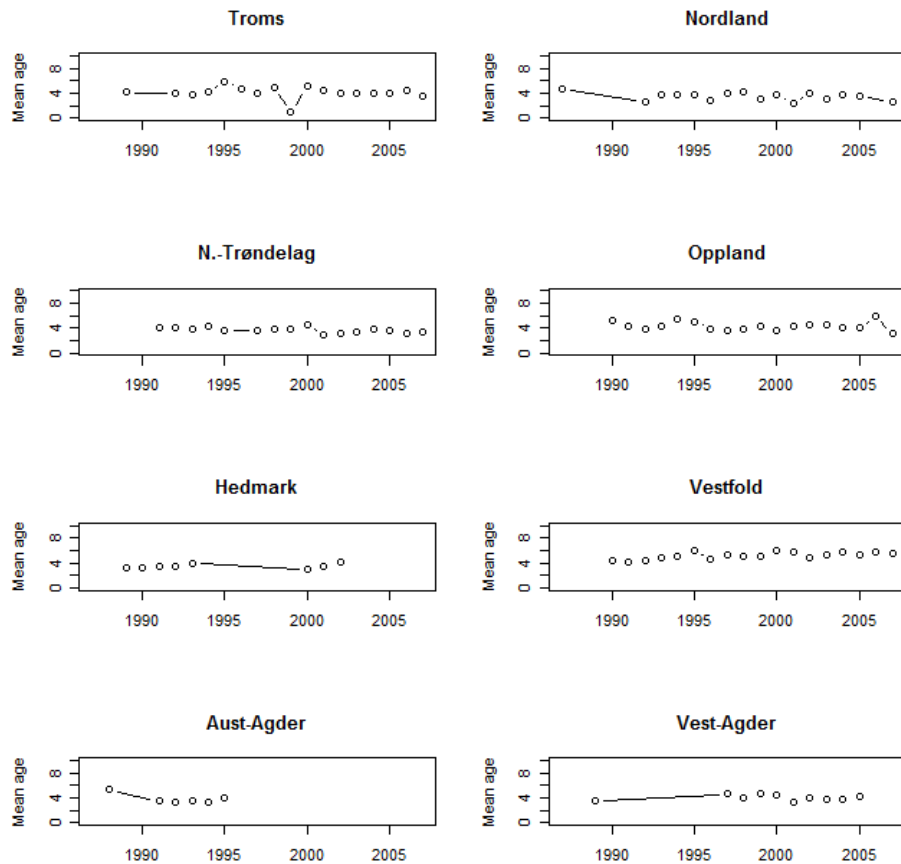 Troms
Nordland
Mean age
0 4 8
1990 1995 2000 2005
Mean age
0 4 8
1990 1995 2000 2005
N.-Trøndelag
Oppland
Mean age
0 4 8
1990 1995 2000 2005
Mean age
0 4 8
1990 1995 2000 2005
Hedmark
Vestfold
Mean age
0 4 8
1990 1995 2000 2005
Mean age
0 4 8
1990 1995 2000 2005
Aust-Agder
Vest-Agder
Mean age
0 4 8
1990 1995 2000 2005
Mean age
0 4 8
1990 1995 2000 2005